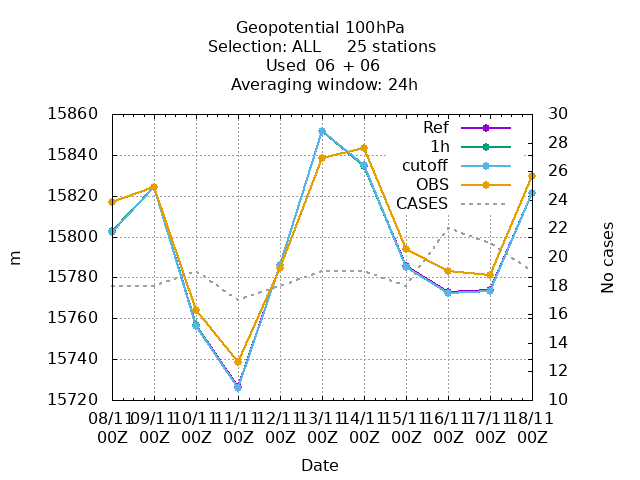 Geopotential 100hPa
Selection: ALL 25 stations
Used 06 + 06
Averaging window: 24h
15860
15840
15820
15800
15780
15760
15740
15720
m
30
28
26
24
22
20
18
16
14
12
10
No cases
Ref
1h
cutoff
OBS
CASES
08/11 09/11 10/11 11/11 12/11 13/11 14/11 15/11 16/11 17/11 18/11
00Z 00Z 00Z 00Z 00Z 00Z 00Z 00Z 00Z 00Z 00Z
Date